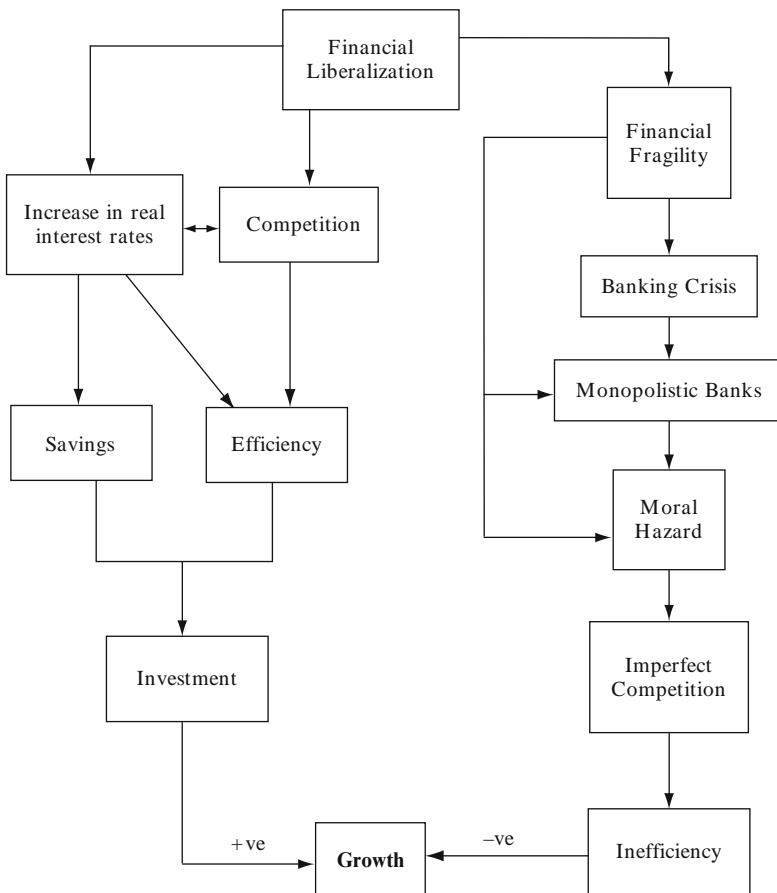 Financial
Liberalization
Financial
Fragility
Increase in real
interest rates
Competition
Banking Crisis
Monopolistic Banks
Savings
Efficiency
Moral
Hazard
Investment
Imperfect
Competition
+ve
Growth
–ve
Inefficiency